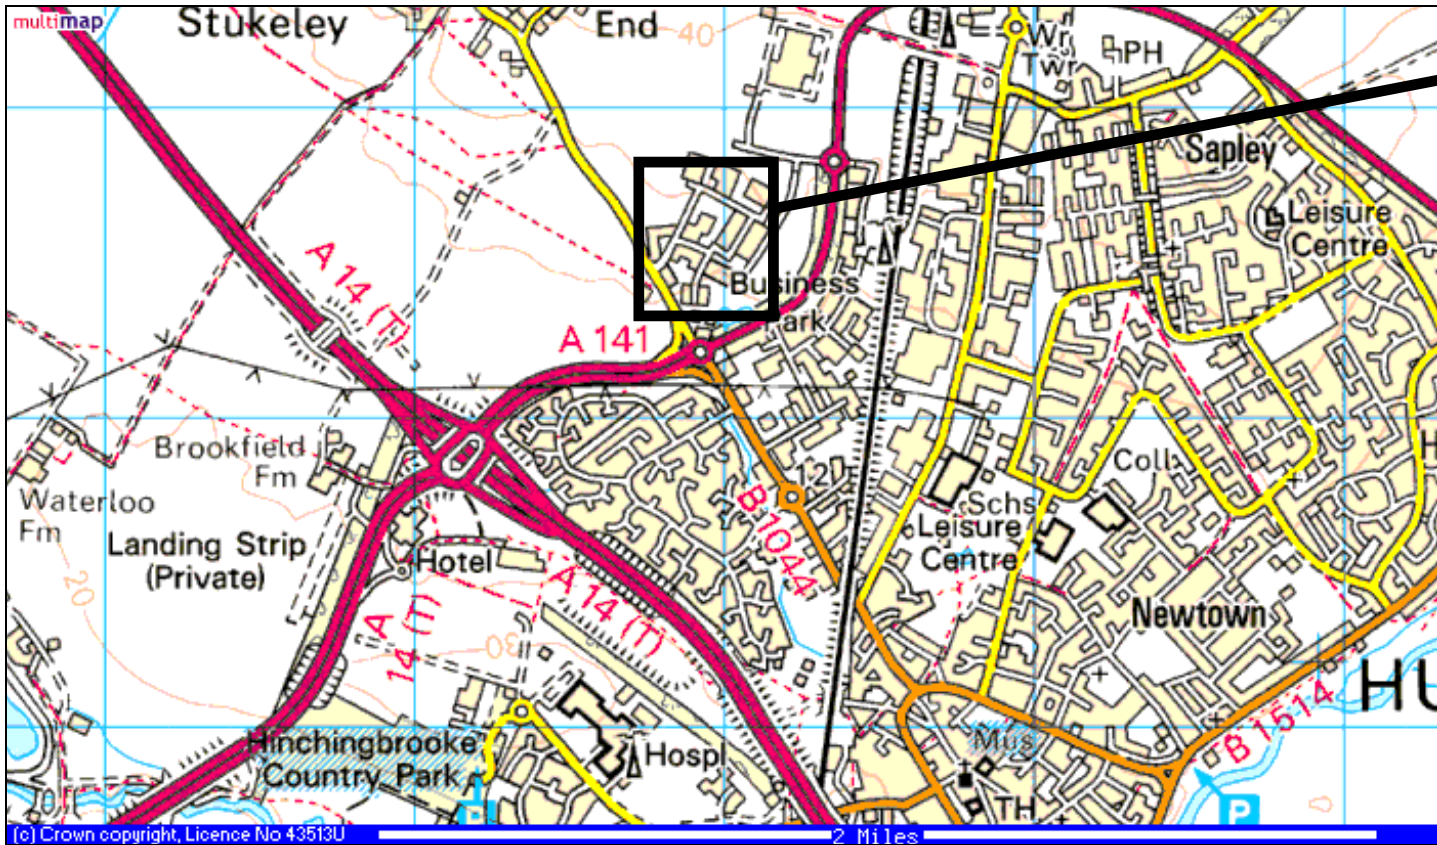 multimap
Stukeley
End
40
Wr
Twr
PH
Sapley
Leisure
Centre
A 14 (T)
Business
Park
A 141
Brookfield
Fm
Waterloo
Fm
Landing Strip
(Private)
Hotel
20
A
14 (T)
A 14 (T)
30
B 1044
12
Coll
Schs
Leisure
Centre
Newtown
H
HU
B 1514
Hinchingbrooke
Country Park
Hospl
Mus
TH
P
(c) Crown copyright, Licence No 43513U
2 Miles